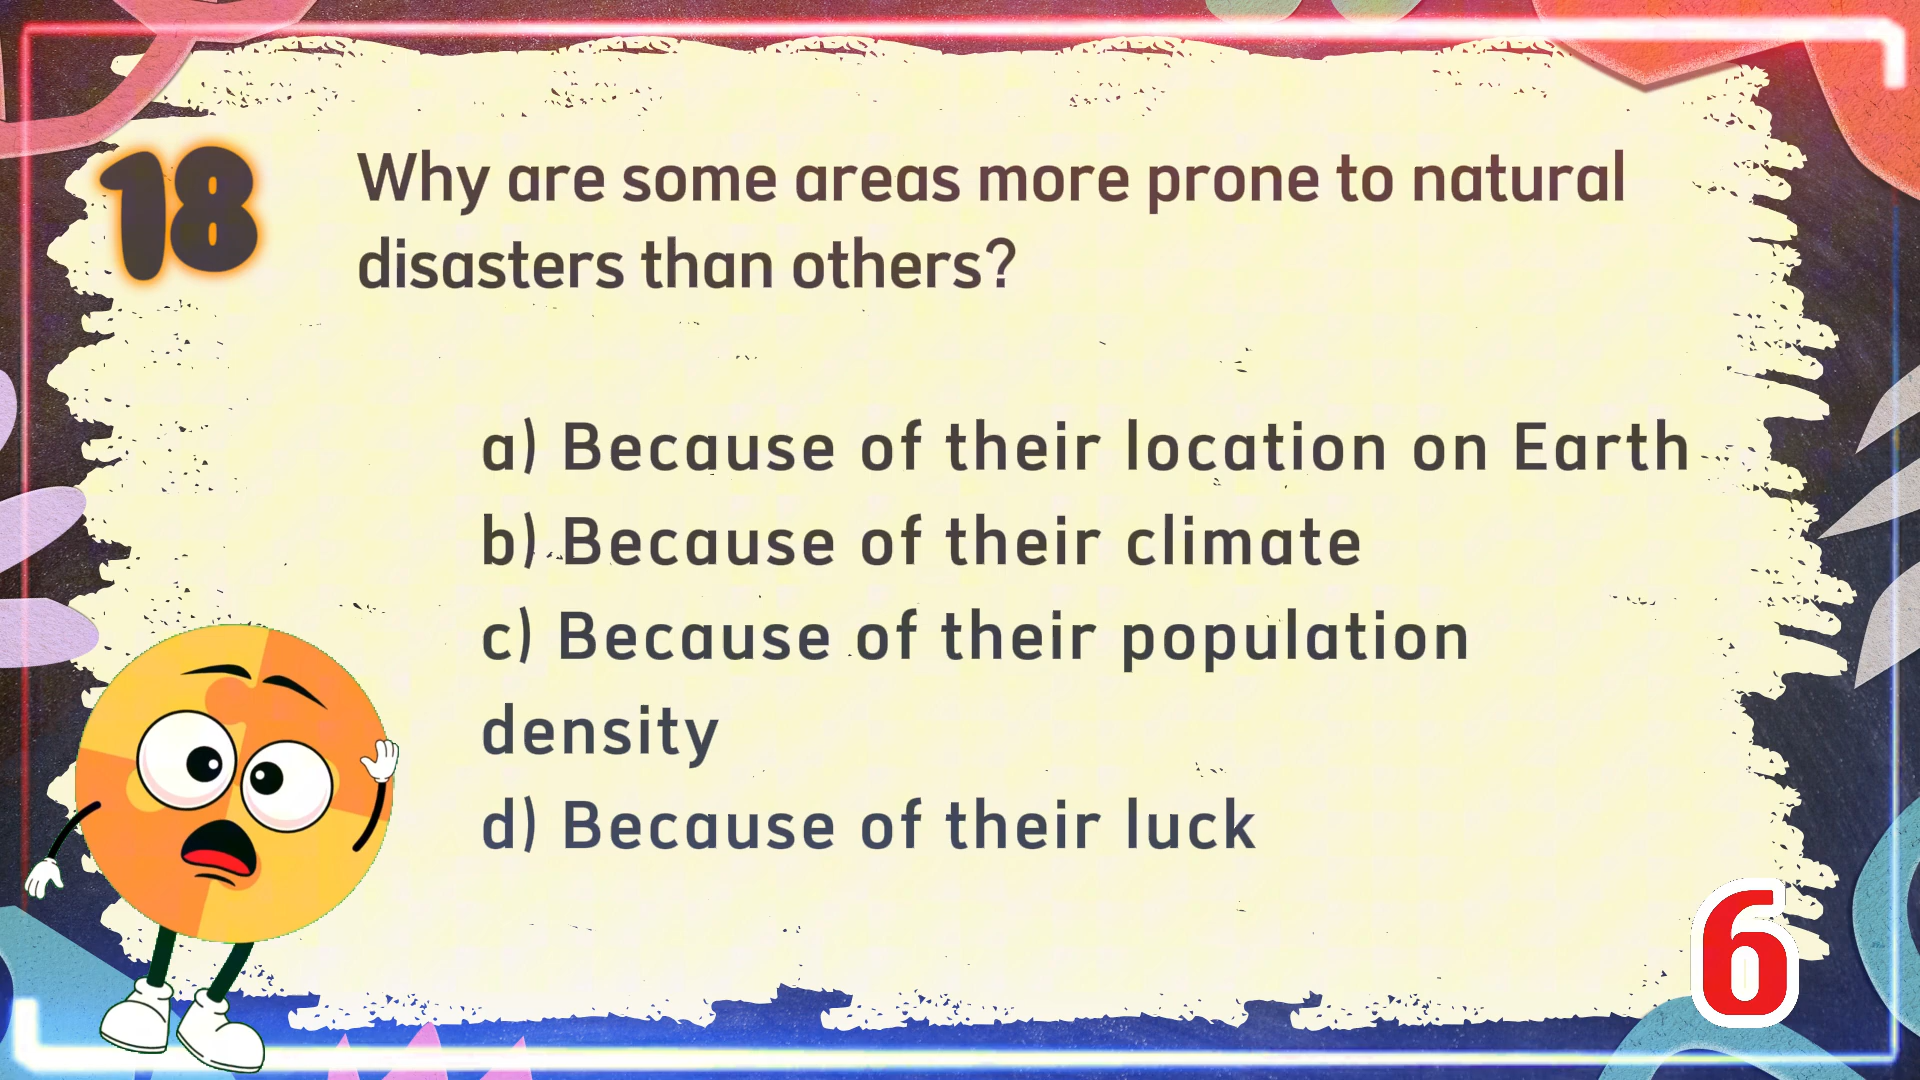 18
Why are some areas more prone to natural
disasters than others?
a) Because of their location on Earth
b) Because of their climate
c) Because of their population
density
d) Because of their luck
6